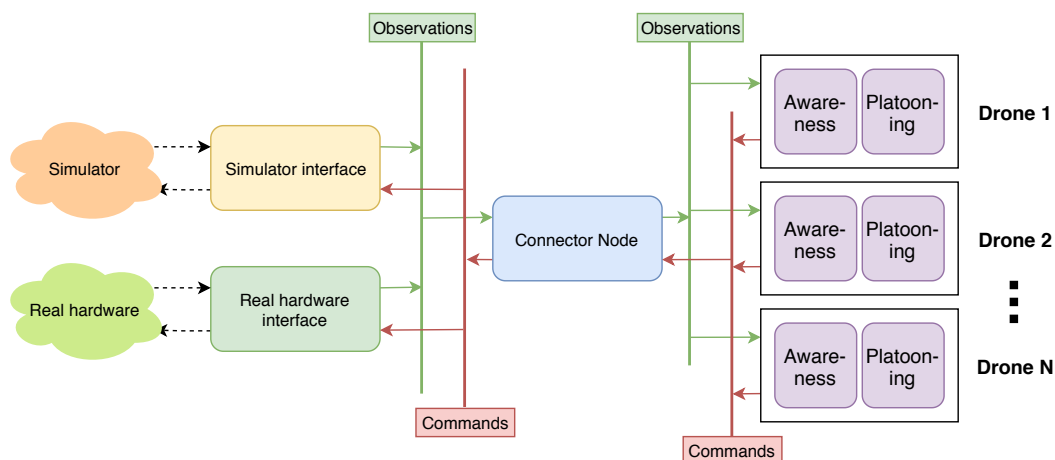 Observations
Observations
Simulator
Simulator interface
Real hardware
Real hardware
interface
Connector Node
Aware-
ness
Platoon-
ing
Drone 1
Aware-
ness
Platoon-
ing
Drone 2
Aware-
ness
Platoon-
ing
Drone N
Commands
Commands